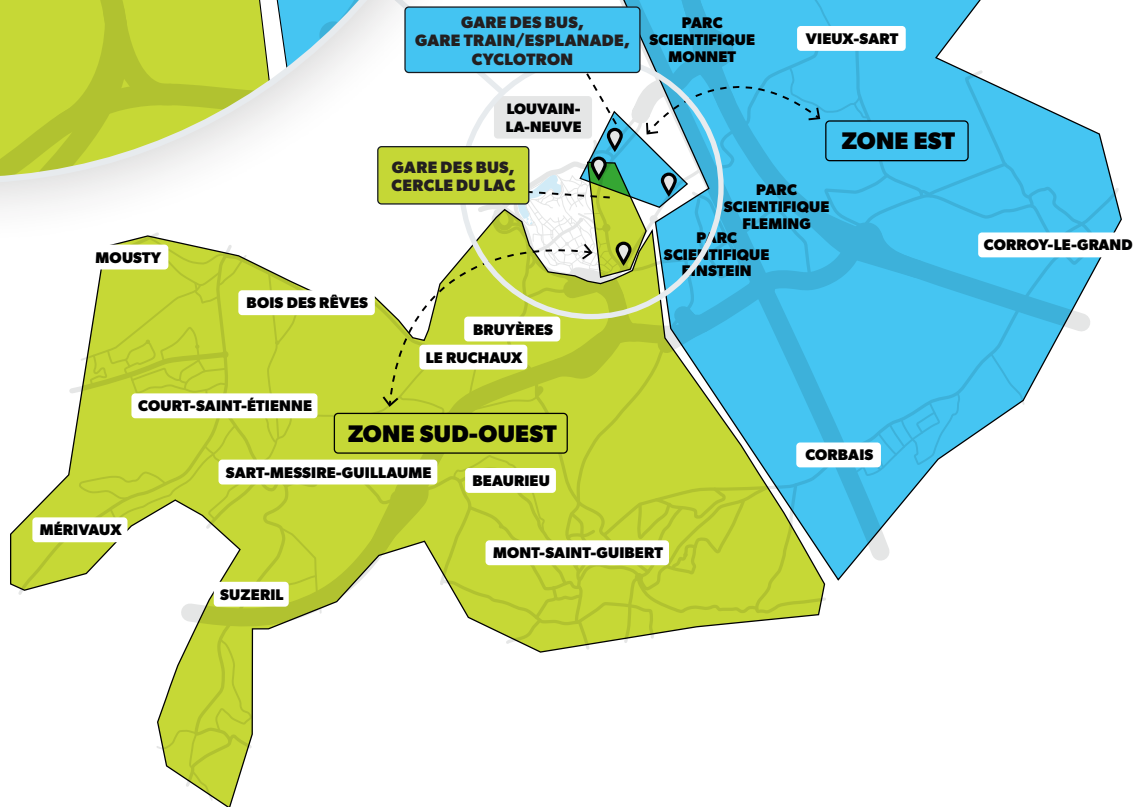 GARE DES BUS,
GARE TRAIN/ESPLANADE,
CYCLOTRON
PARC
SCIENTIFIQUE
MONNET
VIEUX-SART
LOUVAIN-
LA-NEUVE
ZONE EST
GARE DES BUS,
CERCLE DU LAC
PARC
SCIENTIFIQUE
FLEMING
PARC
SCIENTIFIQUE
EINSTEIN
CORROY-LE-GRAND
MOUSTY
BOIS DES RÊVES
BRUYÈRES
LE RUCHAUX
COURT-SAINT-ÉTIENNE
ZONE SUD-OUEST
CORBAIS
SART-MESSIRE-GUILLAUME
BEAURIEU
MÉRIVAUX
MONT-SAINT-GUIBERT
SUZERIL